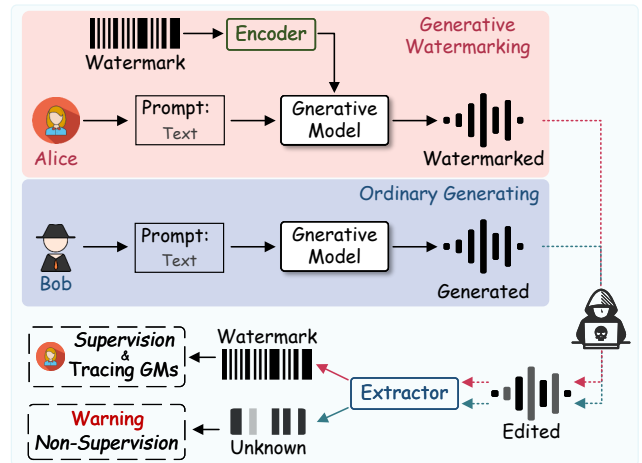 Generative
Watermarking
Encoder
Watermark
Prompt:
Text
Gnerative
Model
Alice
Watermarked
Ordinary Generating
Prompt:
Text
Gnerative
Model
Bob
Generated
Supervision
&
Tracing GMs
Watermark
Extractor
Edited
Warning
Non-Supervision
Unknown